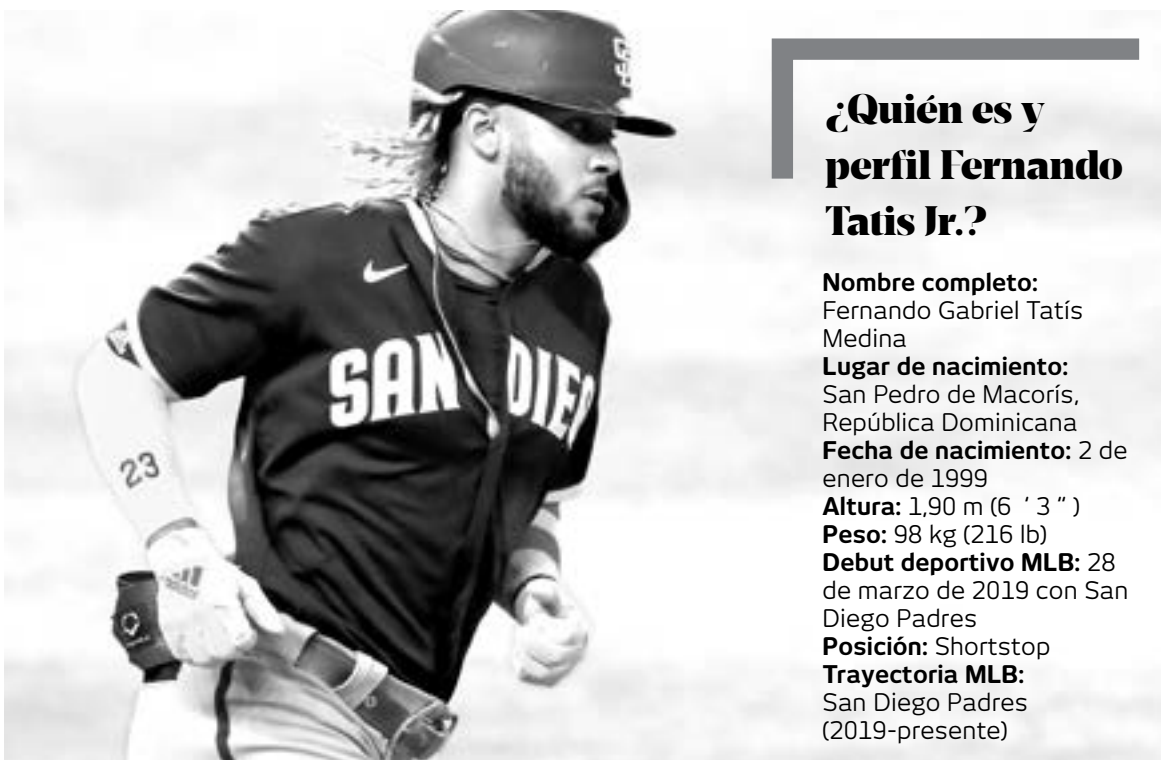 SAN DIEG
23
¿Quién es y
perfil Fernando
Tatis Jr.?
Nombre completo:
Fernando Gabriel Tatís
Medina
Lugar de nacimiento:
San Pedro de Macorís,
República Dominicana
Fecha de nacimiento: 2 de
enero de 1999
Altura: 1,90 m (6 ’ 3 ” )
Peso: 98 kg (216 lb)
Debut deportivo MLB: 28
de marzo de 2019 con San
Diego Padres
Posición: Shortstop
Trayectoria MLB:
San Diego Padres
(2019-presente)